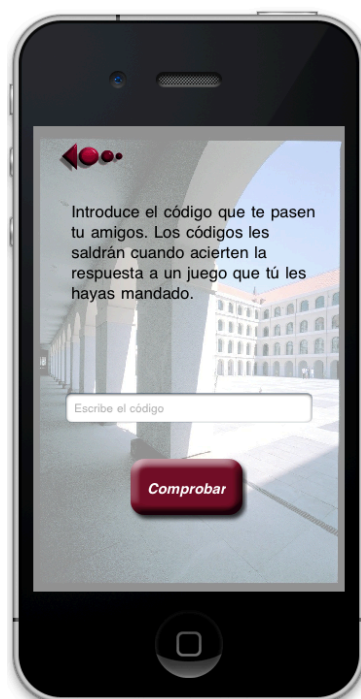 Introduce el código que te pasen
tu amigos. Los códigos les
saldrán cuando acierten la
respuesta a un juego que tú les
hayas mandado.
Escribe el código
Comprobar